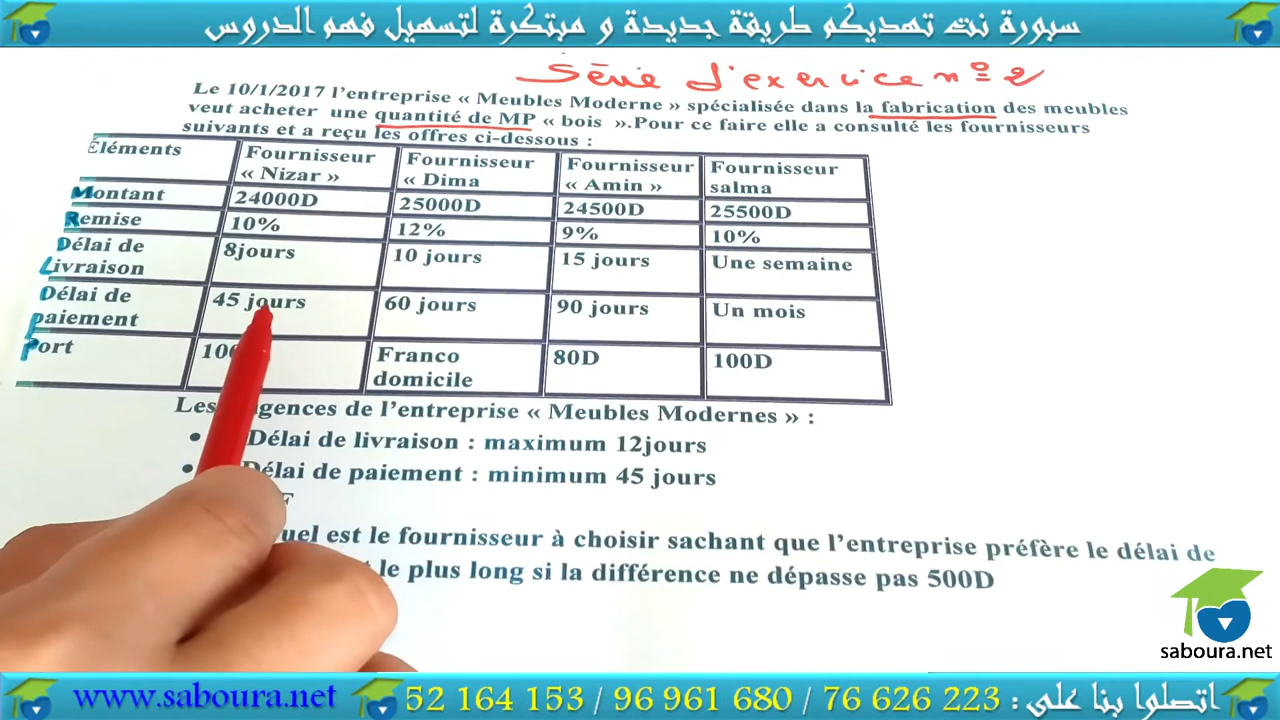 سبورة نت تهديكم طريقة جديدة و مبتكرة لتسهيل فهم الدروس
Série d'exercice n° 2
Le 10/1/2017 l'entreprise « Meubles Moderne » spécialisée dans la fabrication des meubles
veut acheter une quantité de MP « bois ».Pour ce faire elle a consulté les fournisseurs
suivants et a reçu les offres ci-dessous :
Eléments Fournisseur « Nizar » Fournisseur « Dima Fournisseur « Amin » Fournisseur salma
Montant 24000D 25000D 24500D 25500D
Remise 10% 12% 9% 10%
Délai de Livraison 8jours 10 jours 15 jours Une semaine
Délai de paiement 45 jours 60 jours 90 jours Un mois
Port Franco domicile 80D 100D
Les de l'entreprise « Meubles Modernes » :
• Délai de livraison : maximum 12jours
• Délai de paiement : minimum 45 jours
est le fournisseur à choisir sachant que l'entreprise préfère le délai de
le plus long si la différence ne dépasse pas 500D
saboura.net
www.saboura.net
52 164 153 / 96 961 680 / 76 626 223 : اتصلوا بنا على